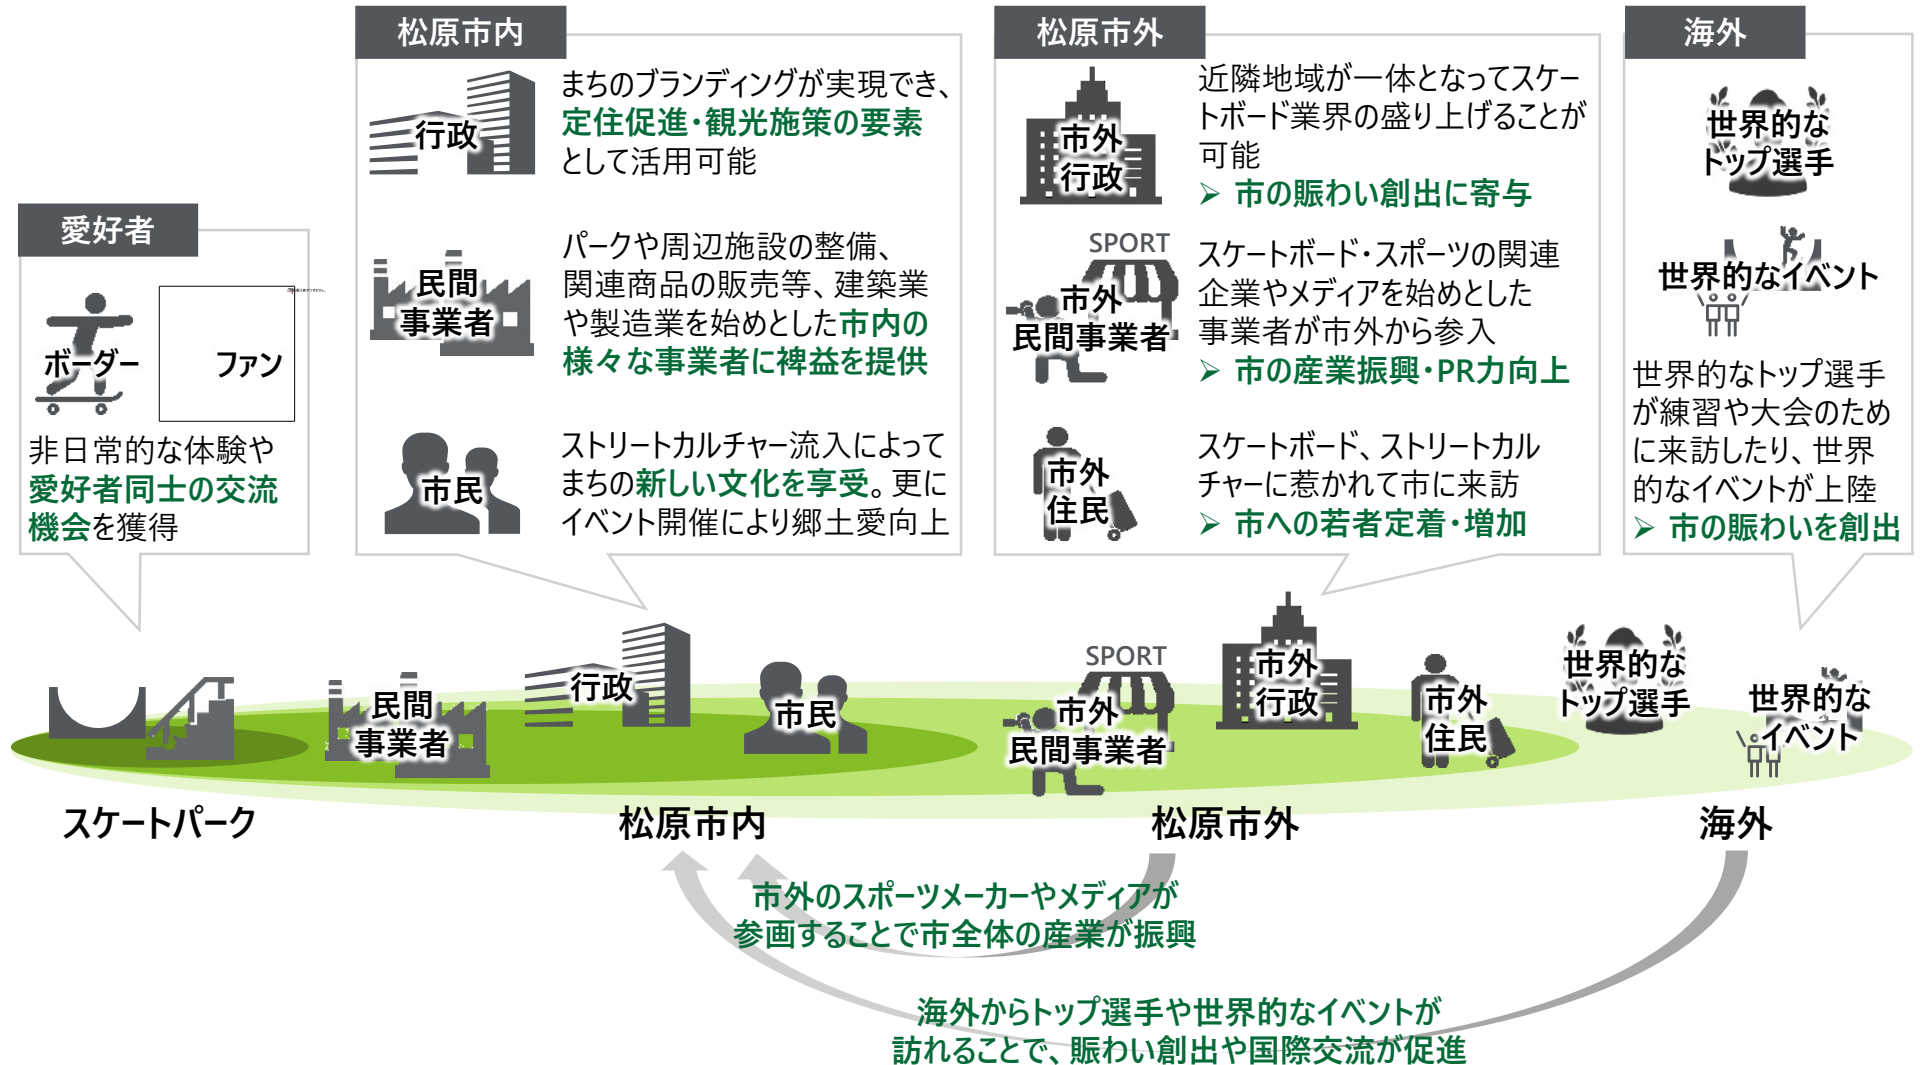 愛好者
ボーダー
ファン
非日常的な体験や
愛好者同士の交流
機会を獲得
松原市内
行政
まちのブランディングが実現でき、
定住促進・観光施策の要素
として活用可能
民間
事業者
パークや周辺施設の整備、
関連商品の販売等、建築業
や製造業を始めとした市内の
様々な事業者に裨益を提供
市民
ストリートカルチャー流入によって
まちの新しい文化を享受。更に
イベント開催により郷土愛向上
松原市外
市外
行政
近隣地域が一体となってスケー
トボード業界の盛り上げることが
可能
➢ 市の賑わい創出に寄与
SPORT
市外
民間事業者
スケートボード・スポーツの関連
企業やメディアを始めとした
事業者が市外から参入
➢ 市の産業振興・PR力向上
市外
住民
スケートボード、ストリートカル
チャーに惹かれて市に来訪
➢ 市への若者定着・増加
海外
世界的な
トップ選手
世界的なイベント
世界的なトップ選手
が練習や大会のため
に来訪したり、世界
的なイベントが上陸
➢ 市の賑わいを創出
民間
事業者
行政
市民
SPORT
市外
民間事業者
市外
行政
市外
住民
世界的な
トップ選手
世界的な
イベント
スケートパーク
松原市内
松原市外
海外
市外のスポーツメーカーやメディアが
参画することで市全体の産業が振興
海外からトップ選手や世界的なイベントが
訪れることで、賑わい創出や国際交流が促進